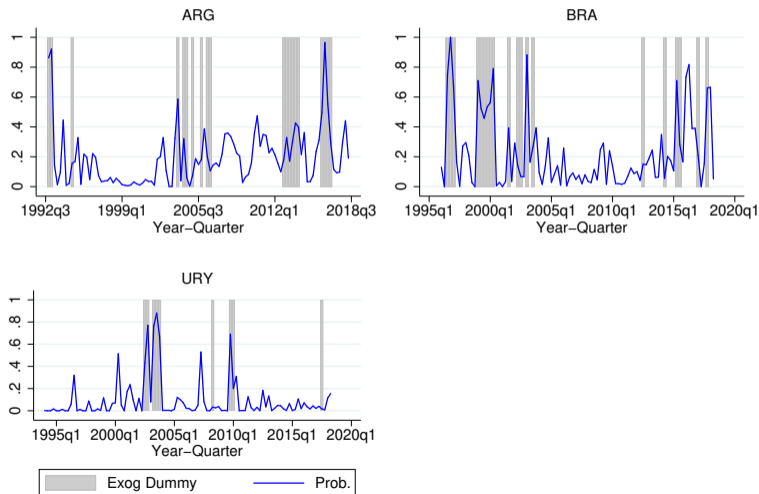 ARG
1
.8
.6
.4
.2
0
1992q3 1999q1 2005q3 2012q1 2018q3
Year−Quarter
BRA
1
.8
.6
.4
.2
0
1995q1 2000q1 2005q1 2010q1 2015q1 2020q1
Year−Quarter
URY
1
.8
.6
.4
.2
0
1995q1 2000q1 2005q1 2010q1 2015q1 2020q1
Year−Quarter
Exog Dummy Prob.